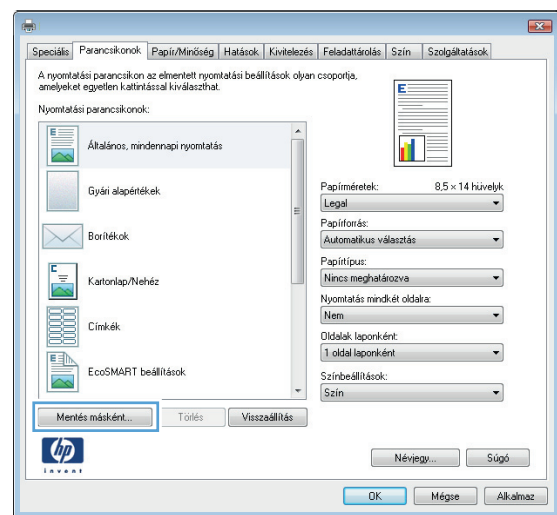 Speciális Parancsikonok Papír/Minőség Hatások Kivitelezés Feladattárolás Szín Szolgáltatások
A nyomtatási parancsikon az elmentett nyomtatási beállítások olyan csoportja,
amelyeket egyetlen kattintással kiválaszthat.
Nyomtatási parancsikonok:
E
Általános, mindennapi nyomtatás
Gyári alapértékek
Borítékok
C
Kartonlap/Nehéz
Címkék
E
EcoSMART beállítások
Mentés másként... Törlés Visszaállítás
E
Papírméretek: 8,5 × 14 hüvelyk
Legal
Papírforrás:
Automatikus választás
Papírtípus:
Nincs meghatározva
Nyomtatás mindkét oldalra:
Nem
Oldalak laponként:
1 oldal laponként
Színbeállítások:
Szín
hp
invent
Névjegy... Súgó
OK Mégse Alkalmaz